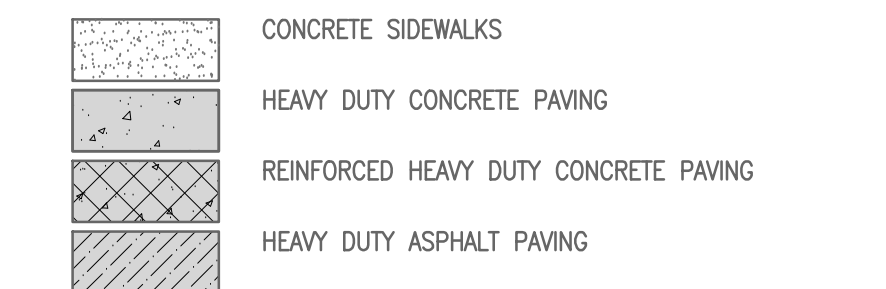 CONCRETE SIDEWALKS
HEAVY DUTY CONCRETE PAVING
REINFORCED HEAVY DUTY CONCRETE PAVING
HEAVY DUTY ASPHALT PAVING